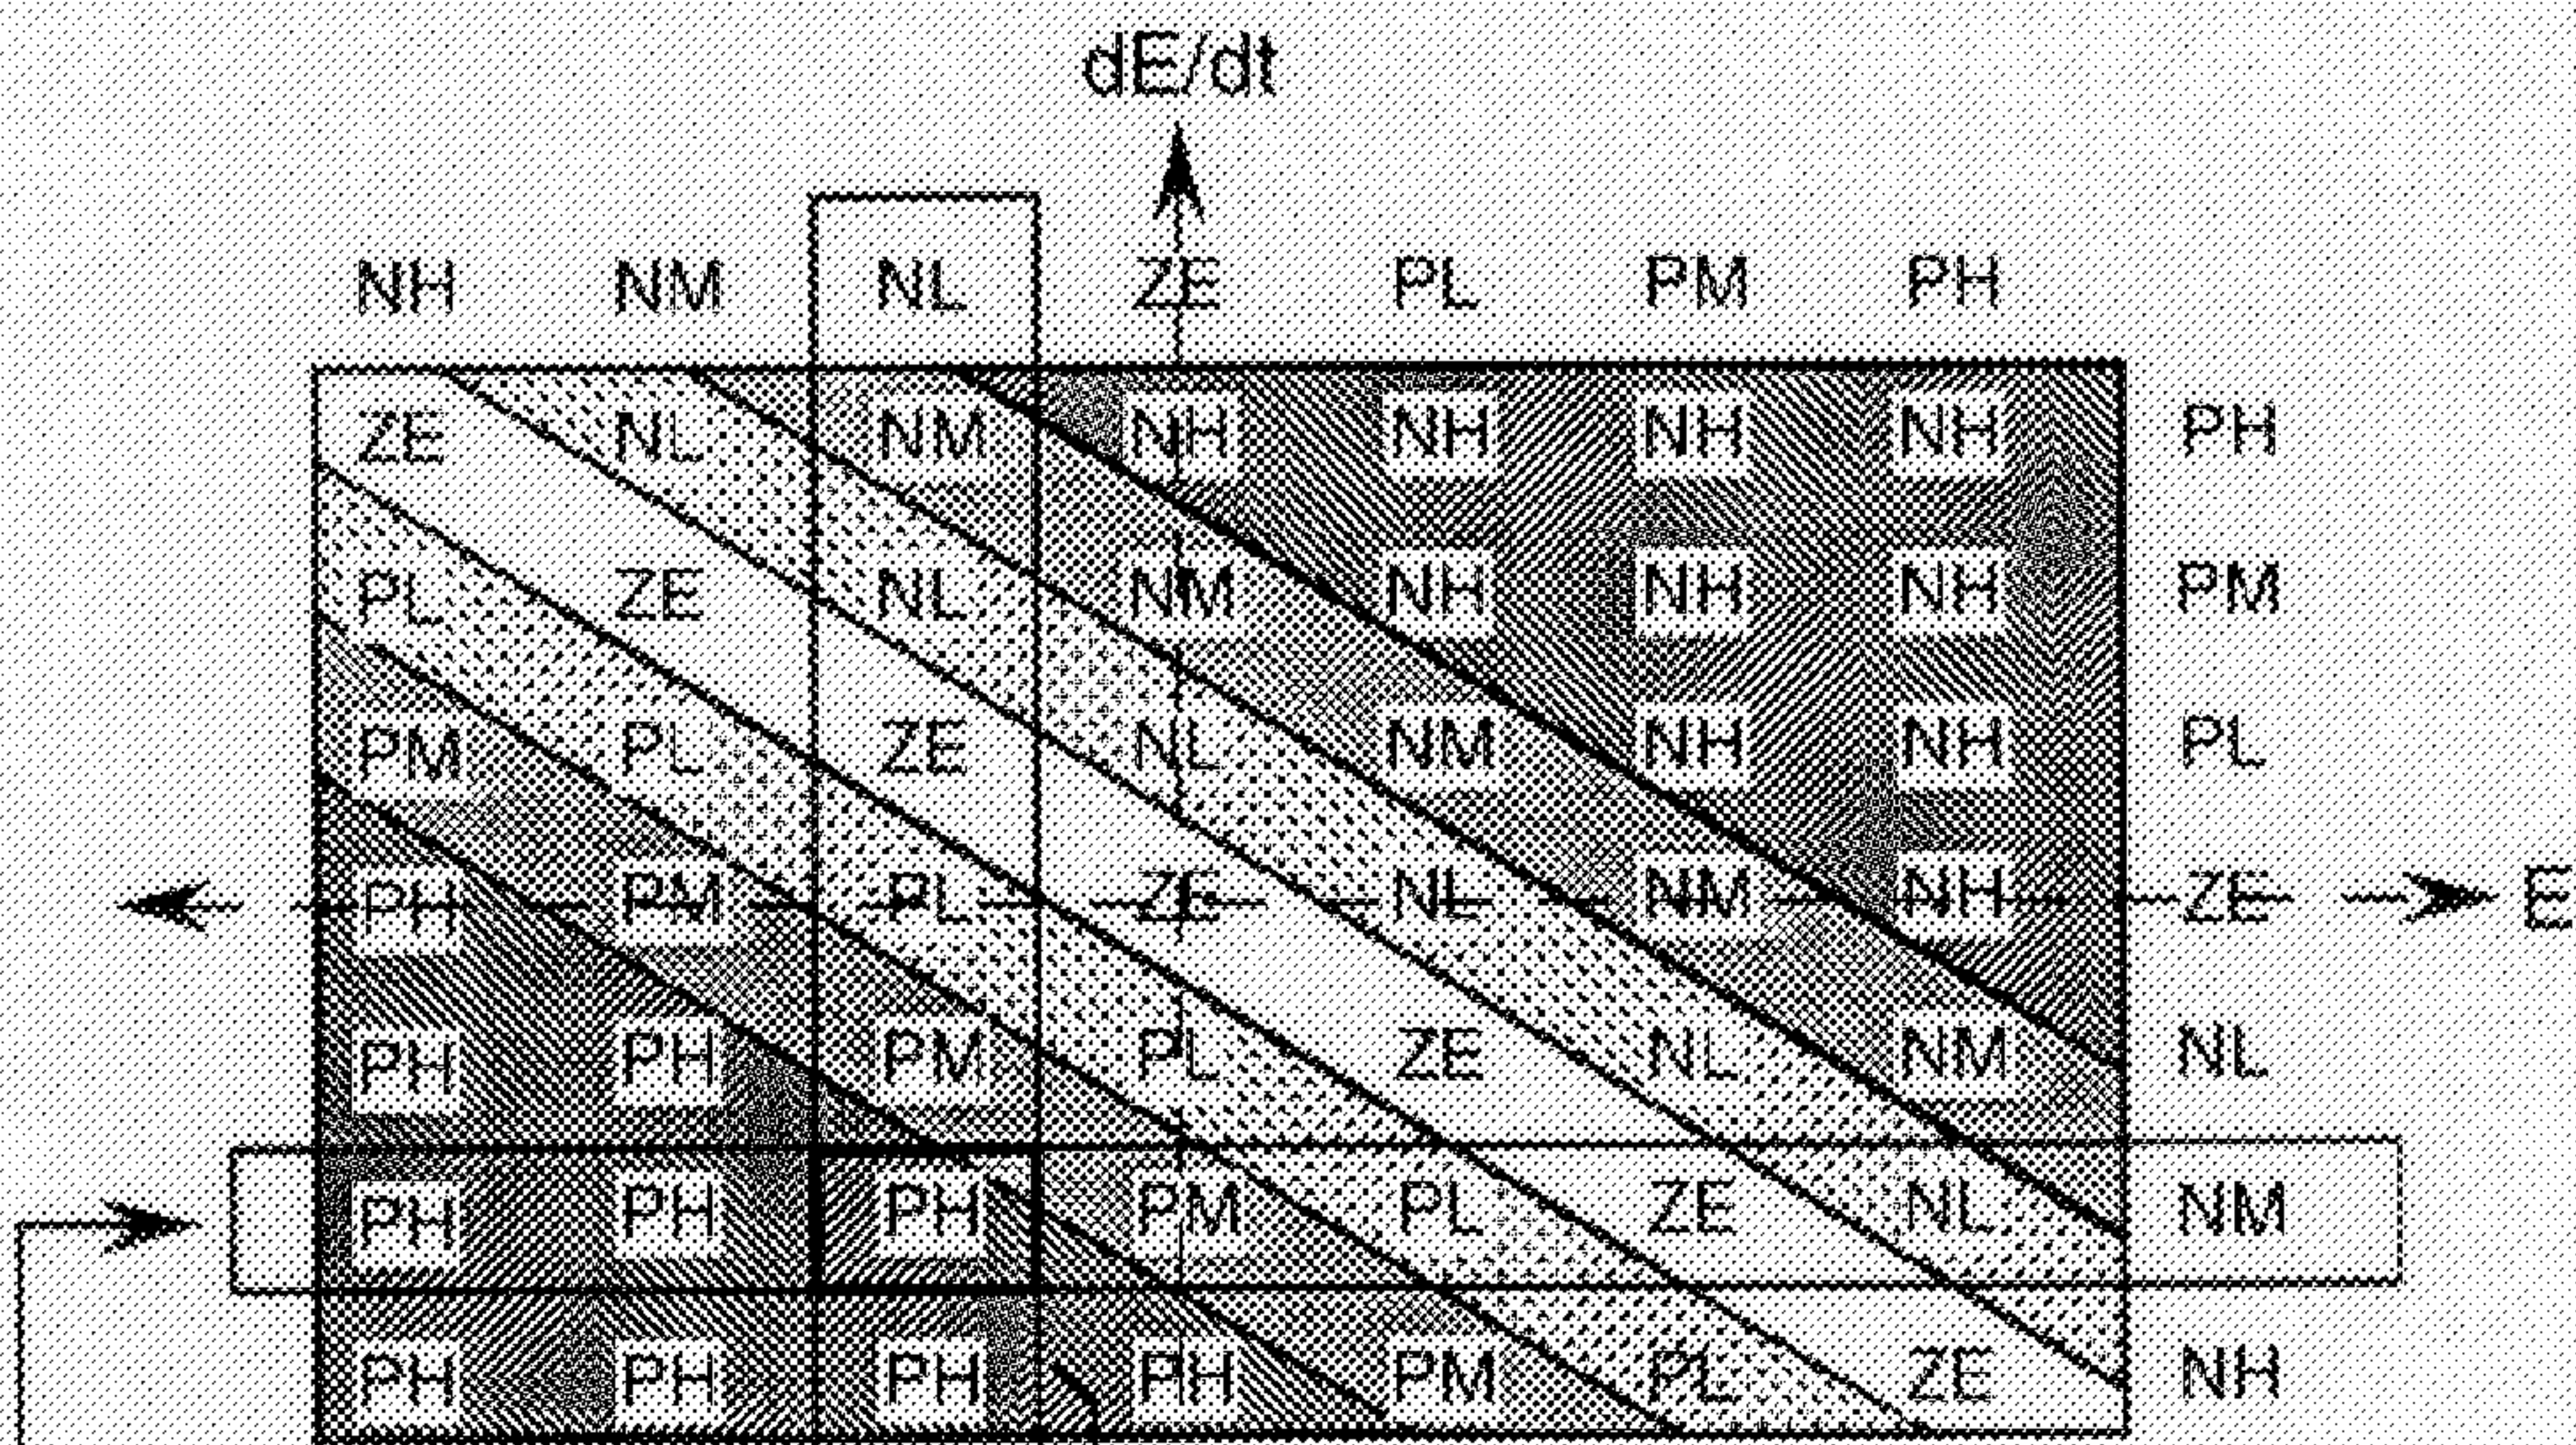 dE/dt
NH NM NL ZE PL PM PH
ZE NL NM NH NH NH NH PH
PL ZE NL NM NH NH NH PM
PM PL ZE NL NM NH NH PL
PH PM PL ZE NL NM NH ZE E
PH PH PM PL ZE NL NM NL
PH PH PH PM PL ZE NL NM
PH PH PH PH PM PL ZE NH